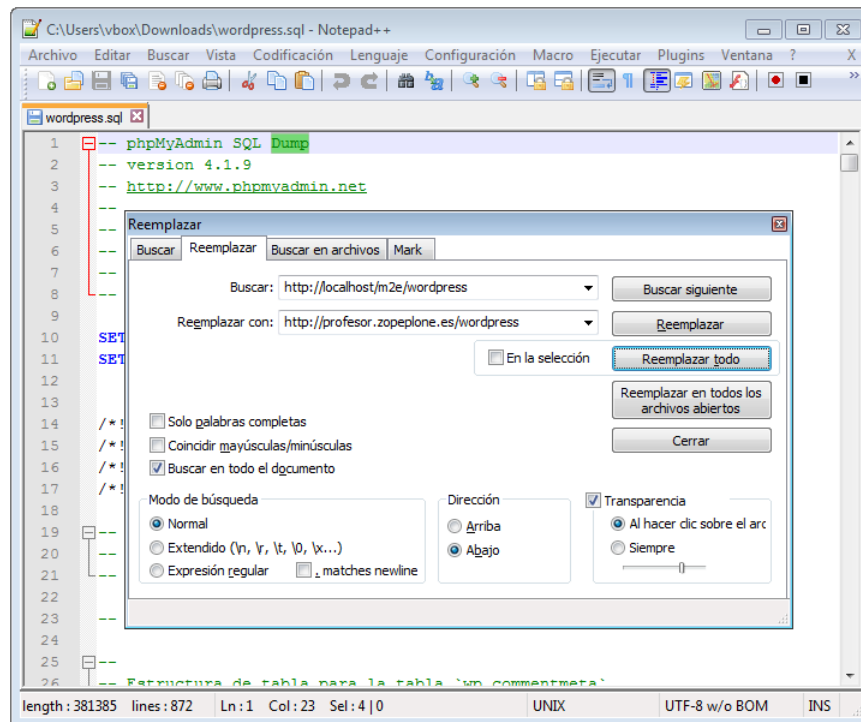 C:\Users\vbox\Downloads\wordpress.sql - Notepad++
Archivo Editar Buscar Vista Codificación Lenguaje Configuración Macro Ejecutar Plugins Ventana ? X
wordpress.sql
1 -- phpMyAdmin SQL Dump
2 -- version 4.1.9
3 -- http://www.phpmyadmin.net
4 --
5 --
6 --
7 --
8 --
9
10 SET
11 SET
12
13
14 /*!
15 /*!
16 /*!
17 /*!
18
19 --
20 --
21 --
22
23 --
24
25 --
26 -- Estructura de tabla para la tabla `wp_commentmeta`
Reemplazar
Buscar Reemplazar Buscar en archivos Mark
Buscar: http://localhost/m2e/wordpress Buscar siguiente
Reemplazar con: http://profesor.zopeplone.es/wordpress Reemplazar
En la selección Reemplazar todo
Reemplazar en todos los
archivos abiertos
Solo palabras completas
Coincidir mayúsculas/minúsculas Cerrar
Buscar en todo el documento
Modo de búsqueda Dirección Transparencia
Normal Arriba Al hacer clic sobre el arc
Extendido (\n, \r, \t, \0, \x...) Abajo Siempre
Expresión regular . matches newline
length : 381385 lines : 872 Ln : 1 Col : 23 Sel : 4 | 0 UNIX UTF-8 w/o BOM INS